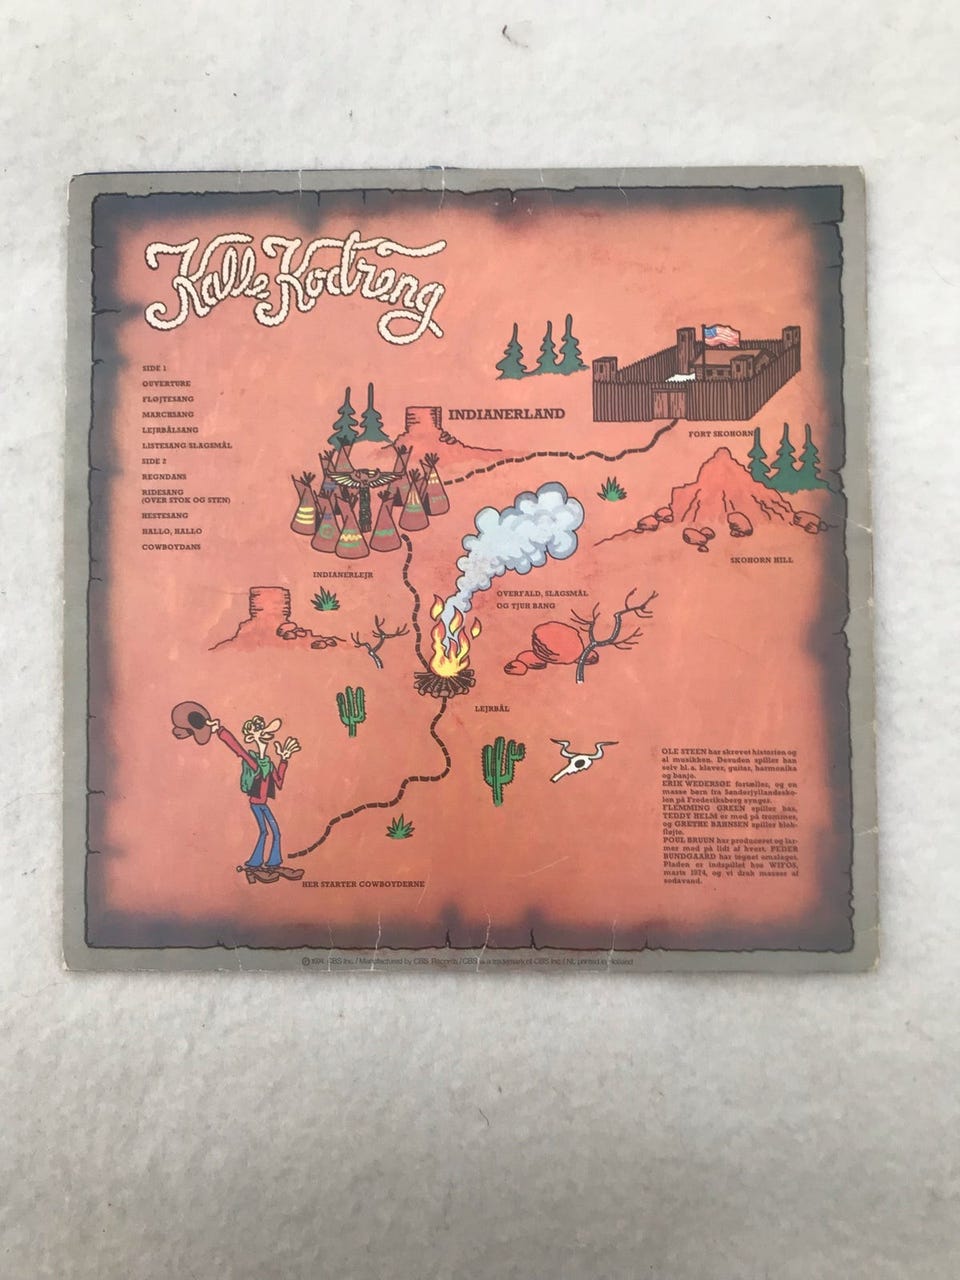 Kalle Kodreng
SIDE 1
OUVERTURE
FLØJTESANG
MARCHSANG
LEJRBÅLSANG
LISTESANG/SLAGSMÅL
SIDE 2
REGNDANS
RIDESANG
(OVER STOK OG STEN)
HESTESANG
HALLO, HALLO
COWBOYDANS
INDIANERLAND
FORT SKOHORN
SKOHORN HILL
INDIANERLEJR
OVERFALD, SLAGSMÅL
OG TJUH BANG
LEJRBÅL
HER STARTER COWBOYDERNE
OLE STEEN har skrevet historien og
al musikken. Desuden spiller han
selv bl.a. klaver, guitar, harmonika
og banjo.
ERIK WEDERSØE fortæller, og en
masse børn fra Sønderjyllandssko-
len på Frederiksberg synger.
FLEMMING GREEN spiller bas,
TEDDY HELM er med på trommer,
og GRETHE BAHNSEN spiller blok-
fløjte.
POUL BRUUN har produceret og lar-
mer med på lidt af hvert. PEDER
BUNDGAARD har tegnet omslaget.
Pladen er indspillet hos WIFOS,
marts 1974, og vi drak masser af
sodavand.
℗ 1974 CBS Inc. / Manufactured by CBS Records / CBS is a trademark of CBS Inc / NL printed in Holland